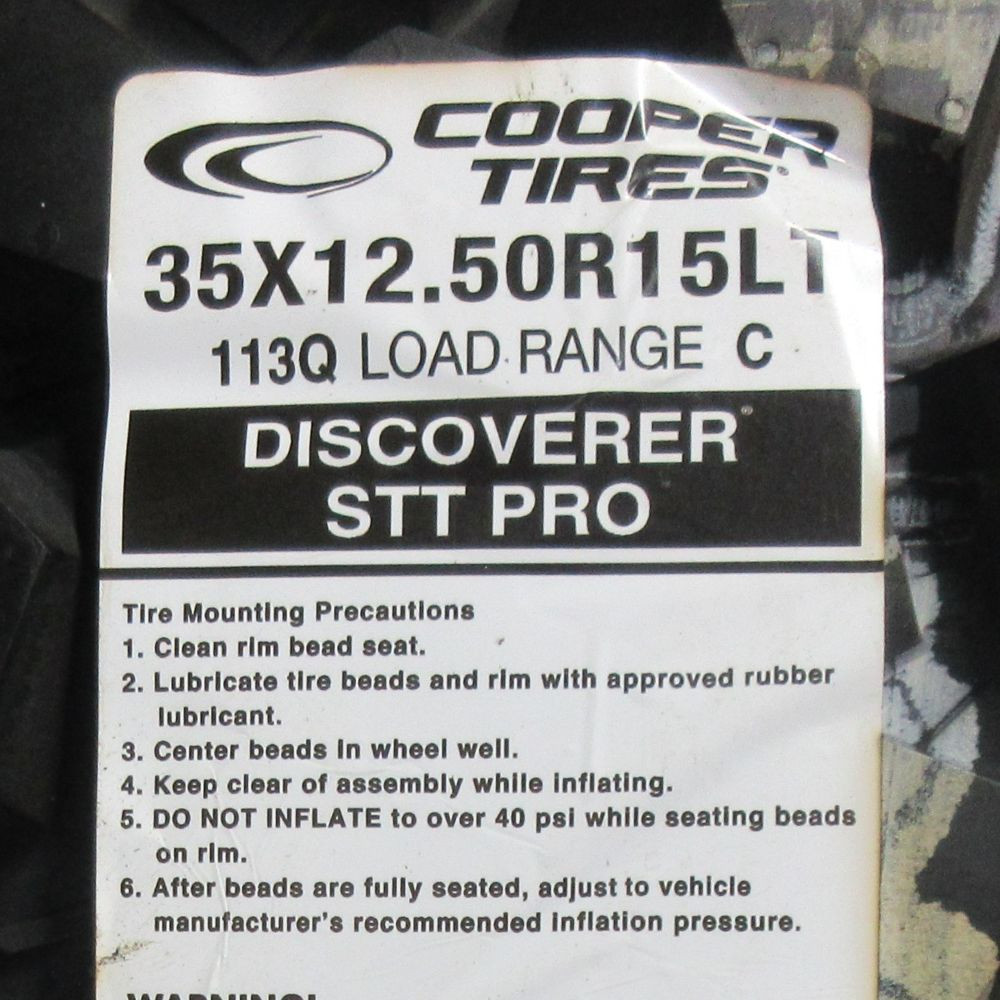 COOPER
TIRES®
35X12.50R15LT
113Q LOAD RANGE C
DISCOVERER®
STT PRO
Tire Mounting Precautions
1. Clean rim bead seat.
2. Lubricate tire beads and rim with approved rubber
lubricant.
3. Center beads in wheel well.
4. Keep clear of assembly while inflating.
5. DO NOT INFLATE to over 40 psi while seating beads
on rim.
6. After beads are fully seated, adjust to vehicle
manufacturer's recommended inflation pressure.
WARNING!